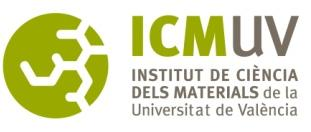 ICMUV
INSTITUT DE CIÈNCIA
DELS MATERIALS de la
Universitat de València